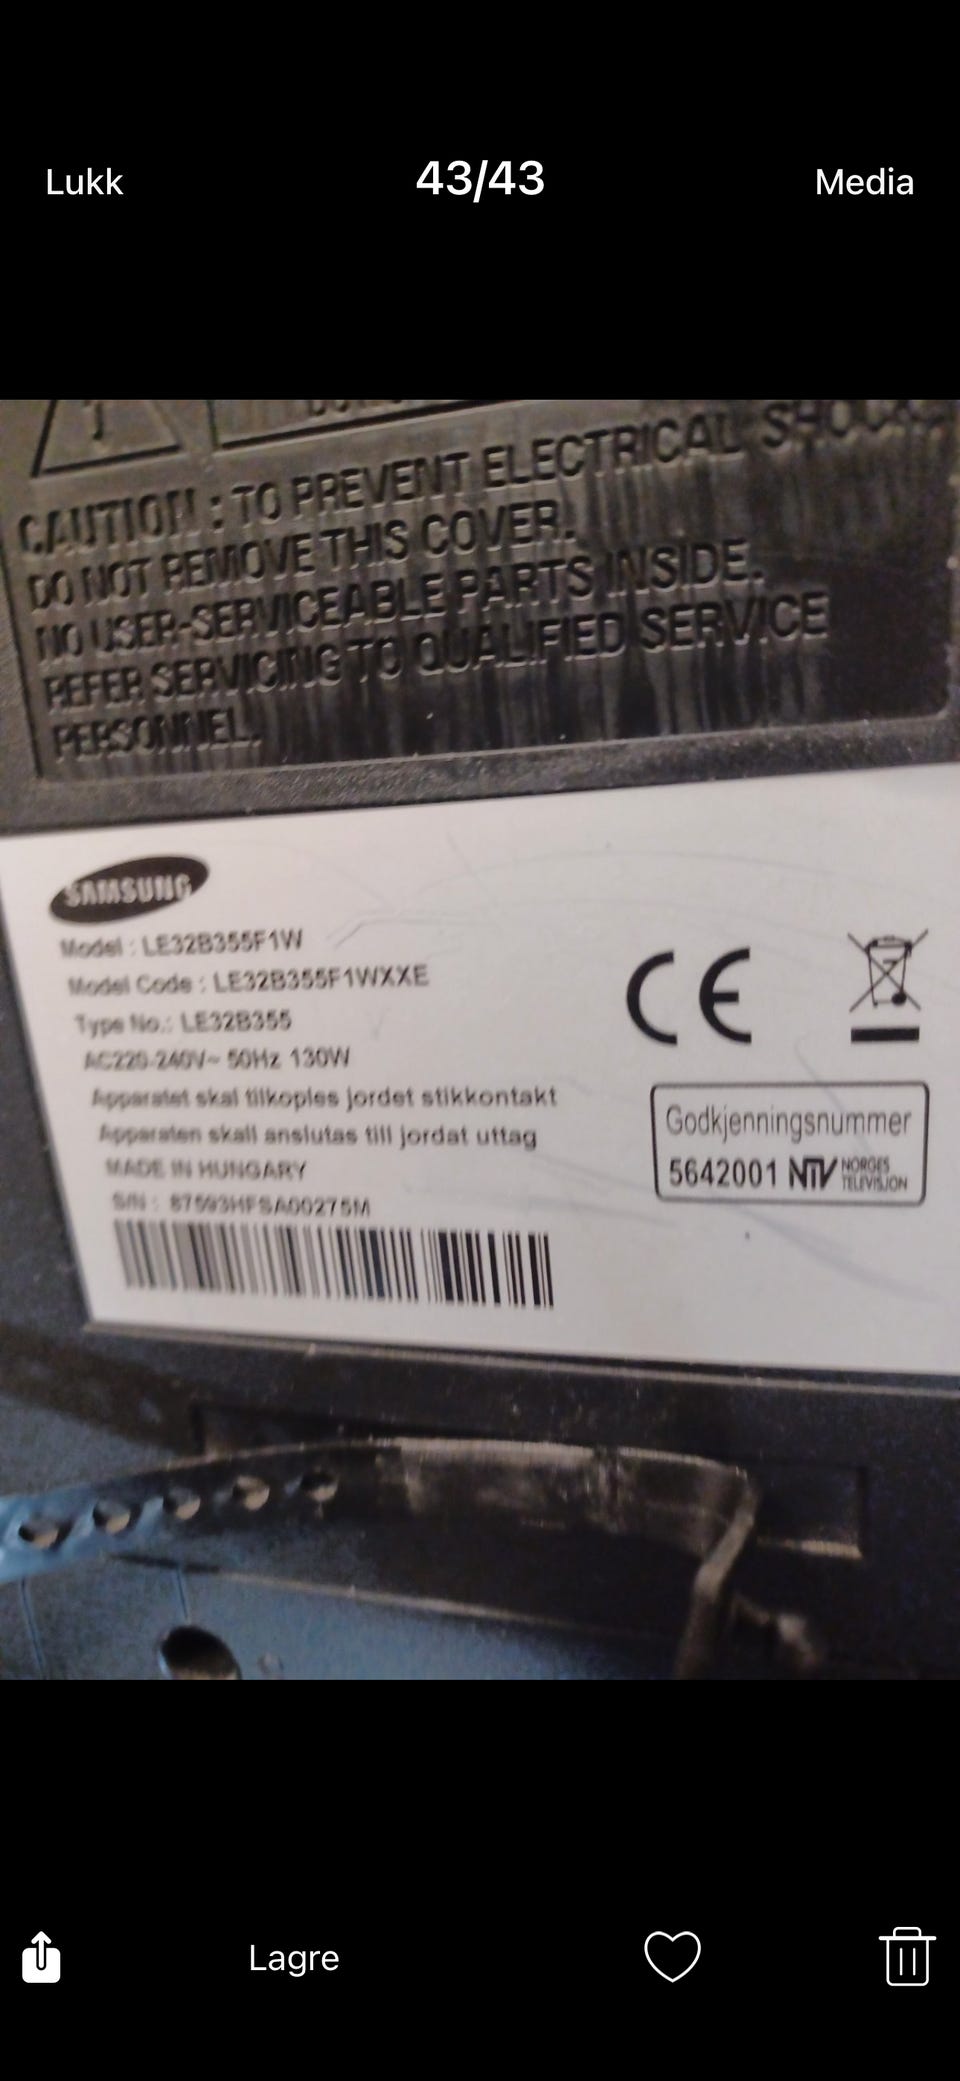 Lukk
43/43
Media
CAUTION : TO PREVENT ELECTRICAL SHOCK,
DO NOT REMOVE THIS COVER.
NO USER-SERVICEABLE PARTS INSIDE.
REFER SERVICING TO QUALIFIED SERVICE
PERSONNEL.
SAMSUNG
Model : LE32B355F1W
Model Code : LE32B355F1WXXE
Type No.: LE32B355
AC220-240V~ 50Hz 130W
Apparatet skal tilkoples jordet stikkontakt
Apparaten skall anslutas till jordat uttag
MADE IN HUNGARY
S/N : 87593HFSA00275M
CE
Godkjenningsnummer
5642001 NTV NORGES
TELEVISJON
Lagre